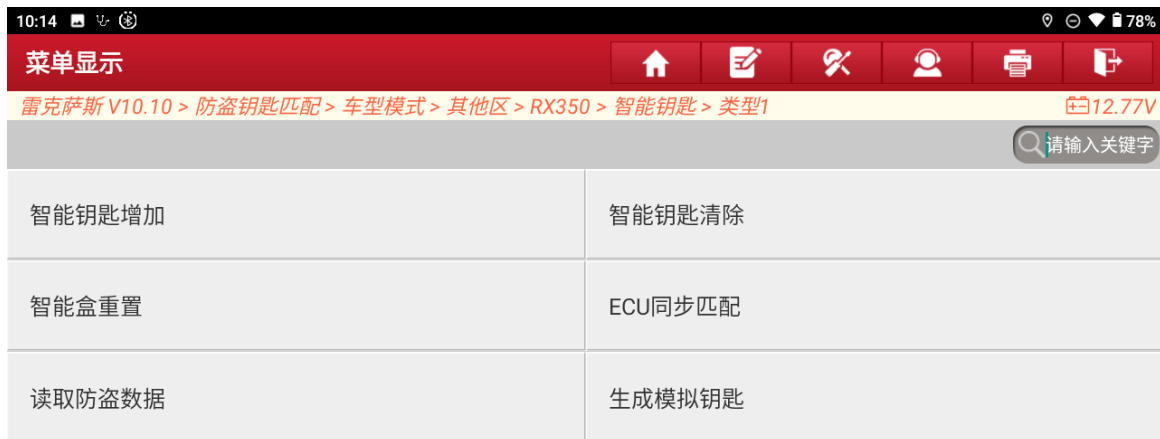 10:14 78%
菜单显示
雷克萨斯 V10.10 > 防盗钥匙匹配 > 车型模式 > 其他区 > RX350 > 智能钥匙 > 类型1 12.77V
请输入关键字
智能钥匙增加 智能钥匙清除
智能盒重置 ECU同步匹配
读取防盗数据 生成模拟钥匙